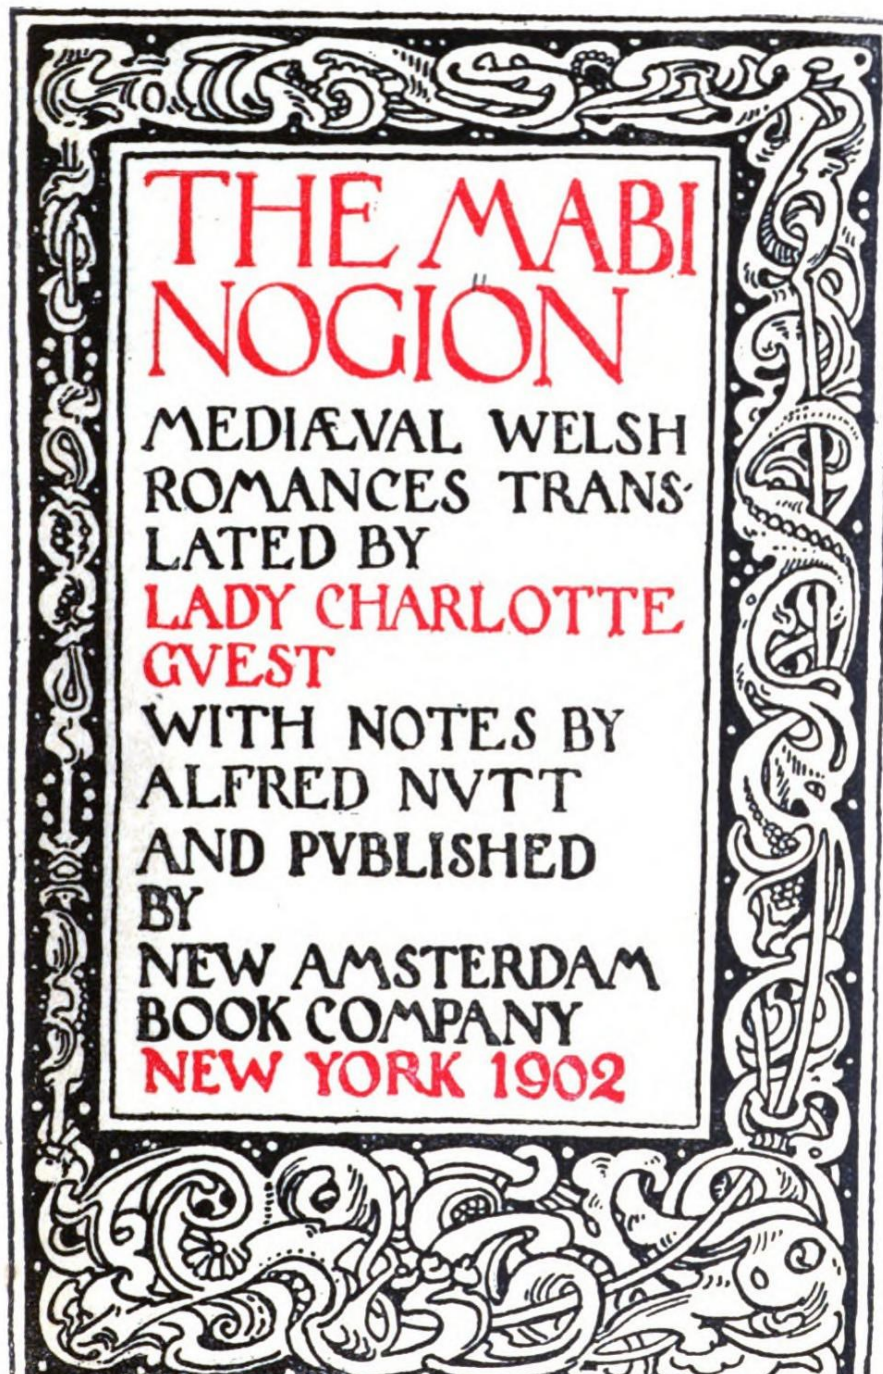 THE MABI
NOGION
MEDIÆVAL WELSH
ROMANCES TRANS-
LATED BY
LADY CHARLOTTE
GVEST
WITH NOTES BY
ALFRED NVTT
AND PVBLISHED
BY
NEW AMSTERDAM
BOOK COMPANY
NEW YORK 1902